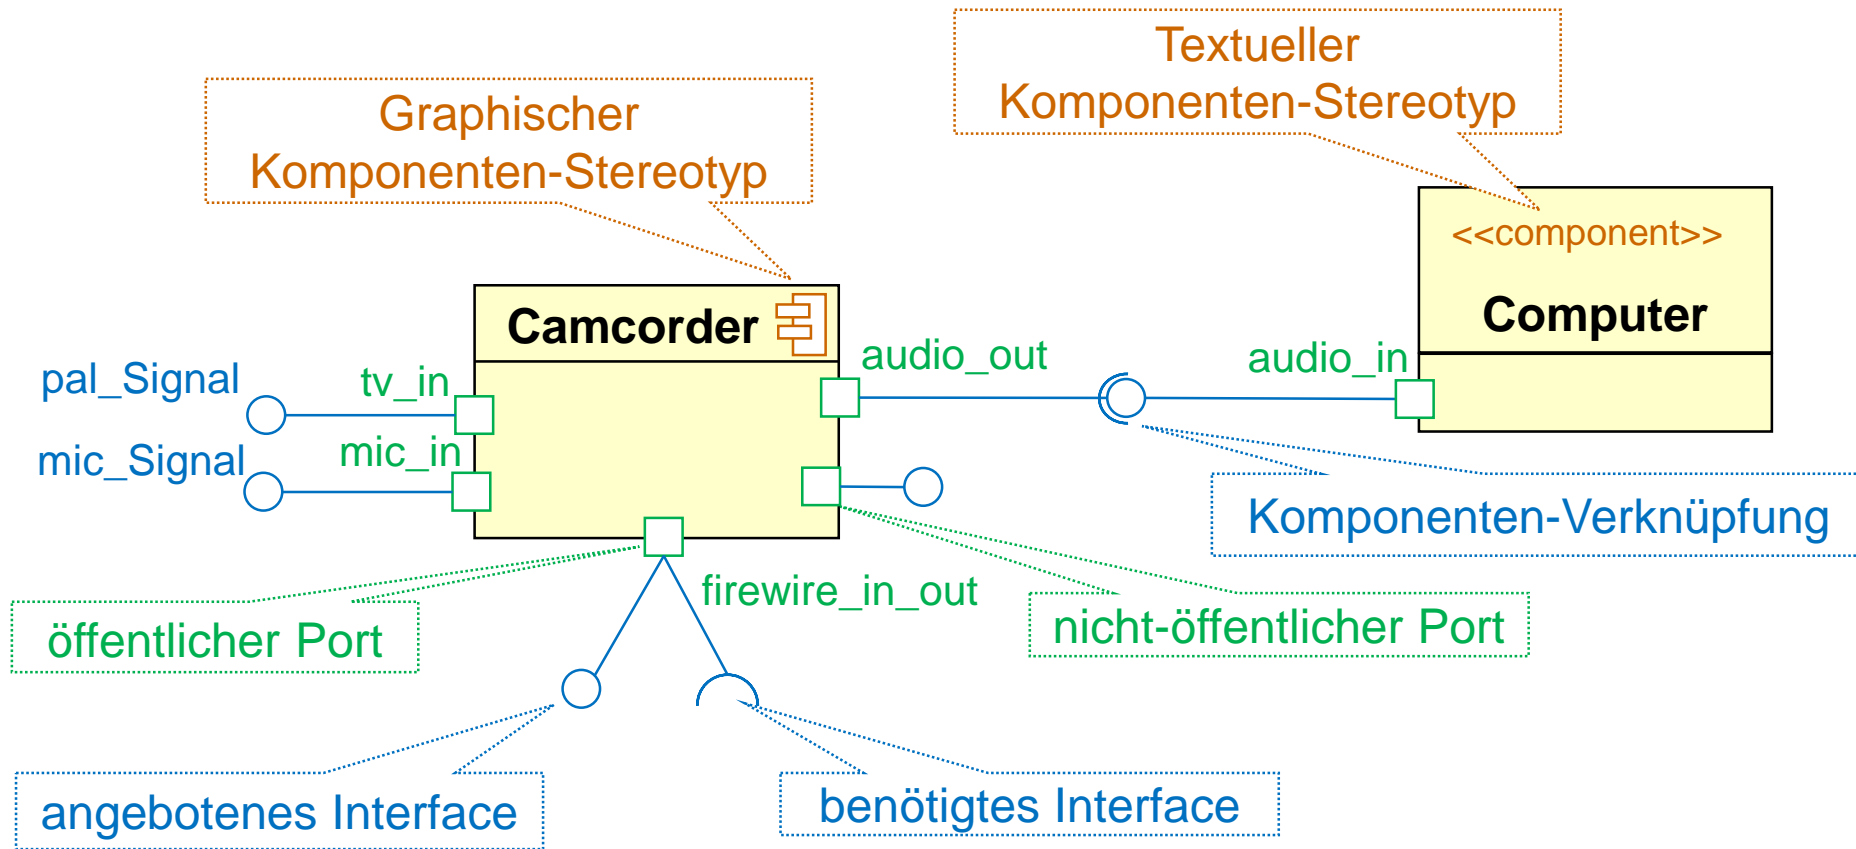 Textueller
Komponenten-Stereotyp
Graphischer
Komponenten-Stereotyp
<<component>>
Computer
Camcorder
audio_out
audio_in
pal_Signal
tv_in
mic_Signal
mic_in
Komponenten-Verknüpfung
firewire_in_out
öffentlicher Port
nicht-öffentlicher Port
angebotenes Interface
benötigtes Interface